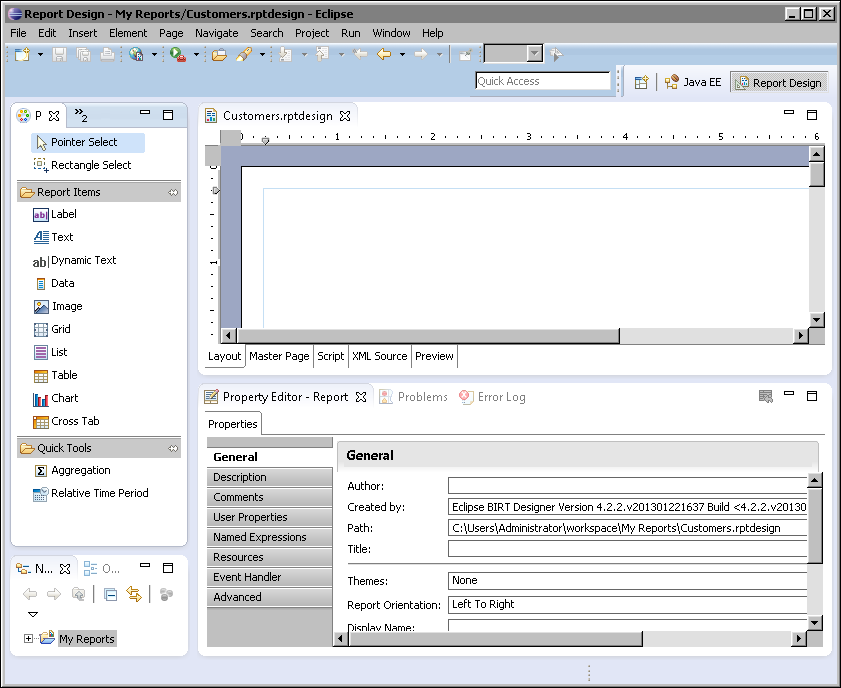 Report Design - My Reports/Customers.rptdesign - Eclipse
File Edit Insert Element Page Navigate Search Project Run Window Help
Quick Access
Java EE
Report Design
P
2
Pointer Select
Rectangle Select
Report Items
ab|
Label
Text
ab|
Dynamic Text
Data
Image
Grid
List
Table
Chart
Cross Tab
Quick Tools
Σ
Aggregation
Relative Time Period
N...
O...
My Reports
Customers.rptdesign
0 1 2 3 4 5 6
1
Layout Master Page Script XML Source Preview
Property Editor - Report
Problems
Error Log
Properties
General
Description
Comments
User Properties
Named Expressions
Resources
Event Handler
Advanced
General
Author:
Created by: Eclipse BIRT Designer Version 4.2.2.v201301221637 Build <4.2.2.v20130
Path: C:\Users\Administrator\workspace\My Reports\Customers.rptdesign
Title:
Themes: None
Report Orientation: Left To Right
Display Name: